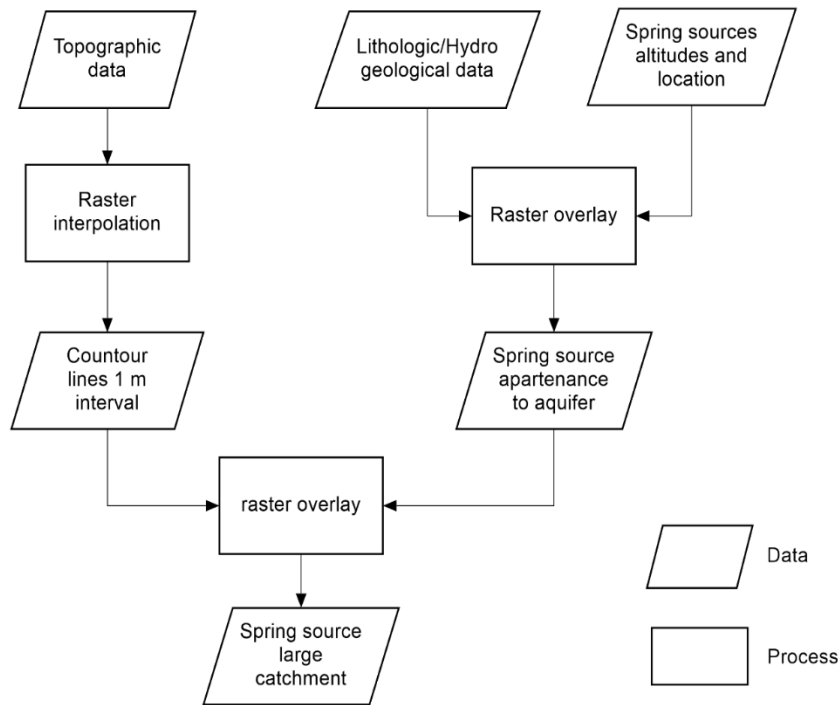 Topographic
data
Lithologic/Hydro
geological data
Spring sources
altitudes and
location
Raster
interpolation
Raster overlay
Countour
lines 1 m
interval
Spring source
apartenance
to aquifer
raster overlay
Data
Spring source
large
catchment
Process